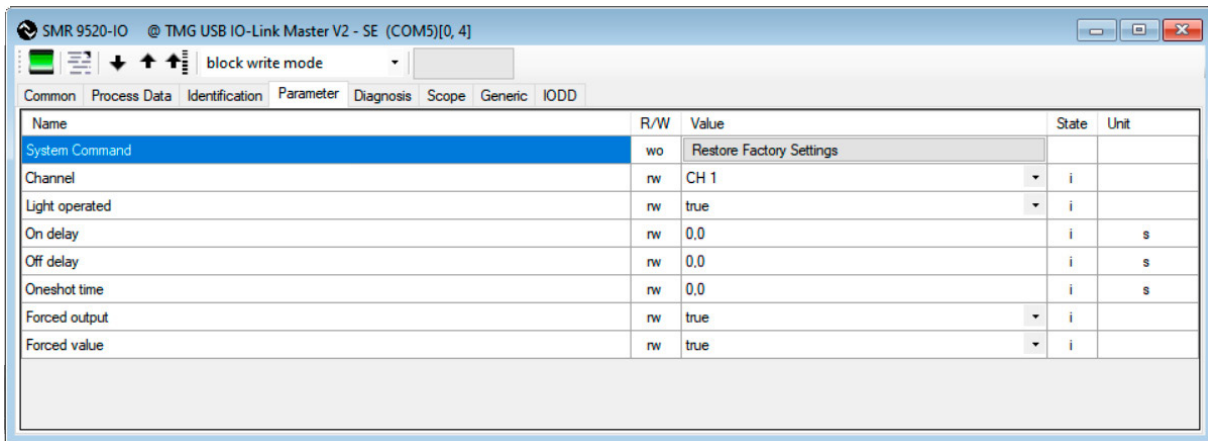 SMR 9520-IO @ TMG USB IO-Link Master V2 - SE (COM5)[0, 4]
block write mode
Common Process Data Identification Parameter Diagnosis Scope Generic IODD
Name R/W Value State Unit
System Command wo Restore Factory Settings
Channel rw CH 1 i
Light operated rw true i
On delay rw 0,0 i s
Off delay rw 0,0 i s
Oneshot time rw 0,0 i s
Forced output rw true i
Forced value rw true i